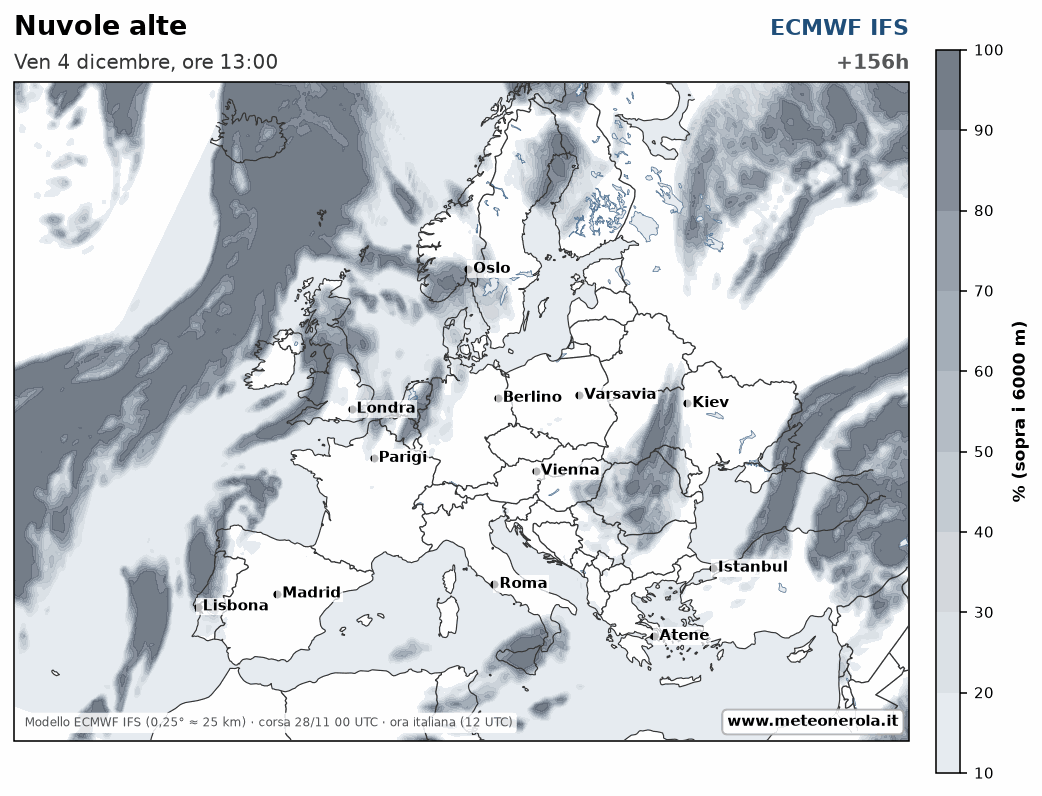 Nuvole alte
ECMWF IFS
Ven 4 dicembre, ore 13:00
+156h
100
90
80
70
60
50
40
30
20
10
% (sopra i 6000 m)
Oslo
Berlino
Varsavia
Kiev
Londra
Parigi
Vienna
Istanbul
Roma
Madrid
Lisbona
Atene
Modello ECMWF IFS (0,25° ≈ 25 km) · corsa 28/11 00 UTC · ora italiana (12 UTC)
www.meteonerola.it